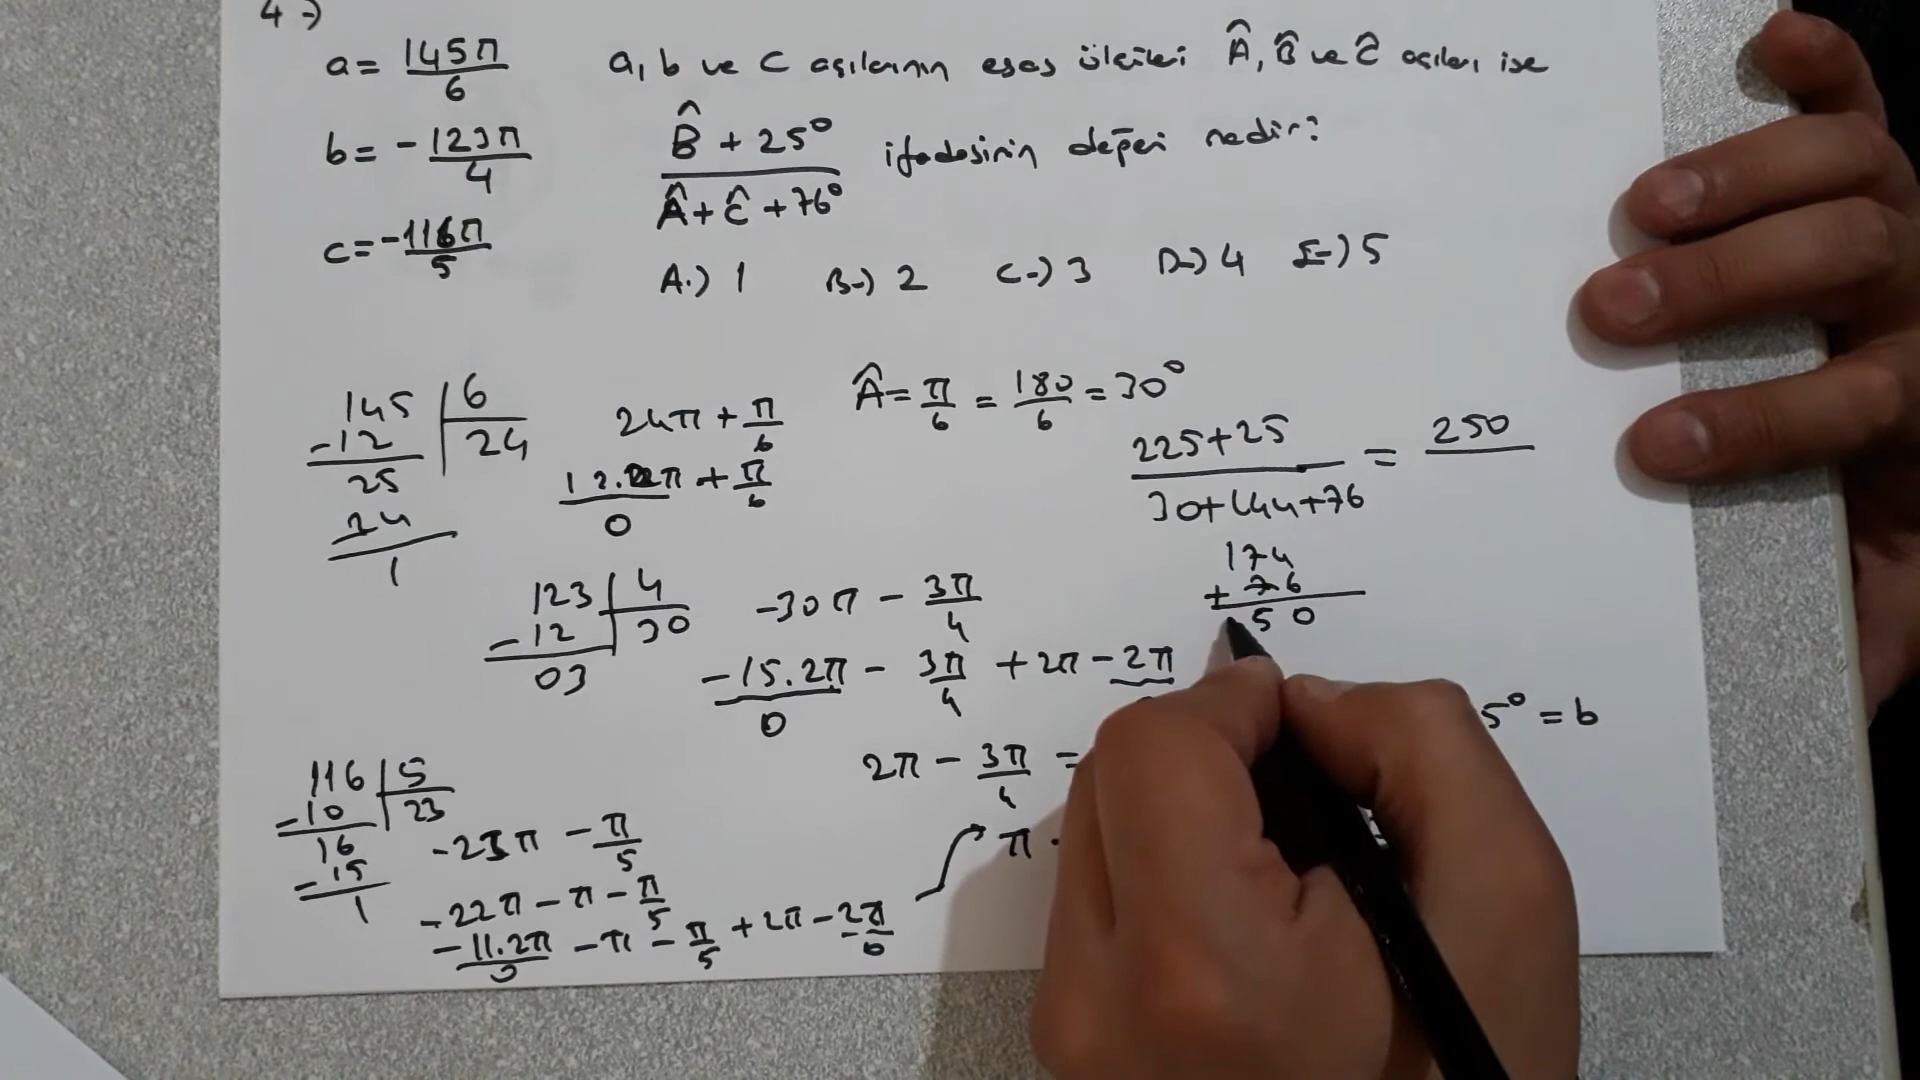 4-)
a = 145π/6
a, b ve c açılarının esas ölçüleri Â, B̂ ve Ĉ açıları ise
b = - 123π/4
B̂ + 25° / Â + Ĉ + 76° ifadesinin değeri nedir?
c = - 116π/5
A-) 1 B-) 2 C-) 3 D-) 4 E-) 5
145 | 6
-12 | 24
25
24
1
24π + π/6
12.2π + π/6
0
Â = π/6 = 180/6 = 30°
225+25 / 30+144+76 = 250
174
+ 76
50
123 | 4
-12 | 30
03
-30π - 3π/4
-15.2π - 3π/4 + 2π - 2π
0
2π - 3π/4 =
5° = b
116 | 5
-10 | 23
16
-15
1
-23π - π/5
-22π - π - π/5
-11.2π - π - π/5 + 2π - 2π
0 0
π